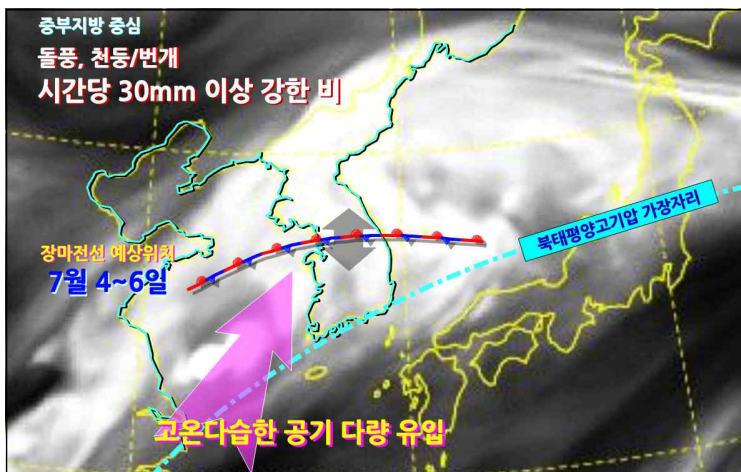 중부지방 중심
돌풍, 천둥/번개
시간당 30mm 이상 강한 비
북태평양고기압 가장자리
장마전선 예상위치
7월 4~6일
고온다습한 공기 다량 유입